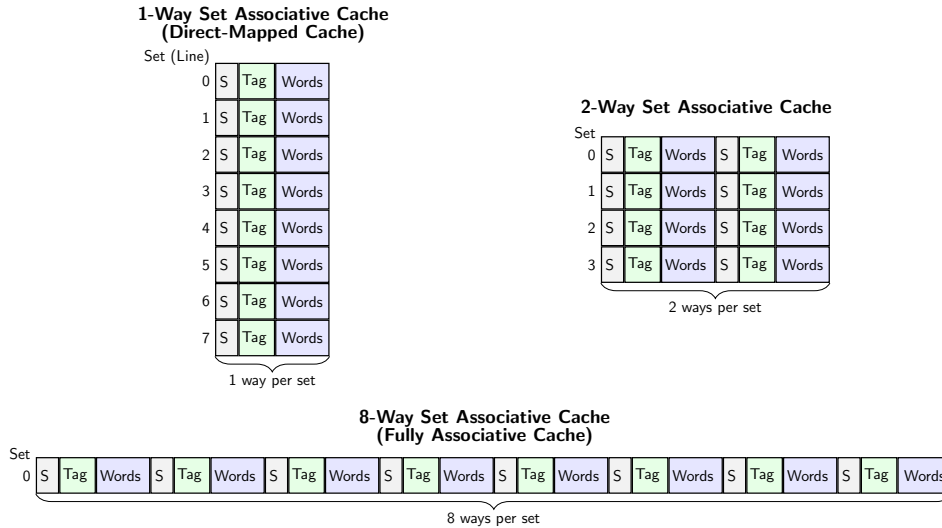 1-Way Set Associative Cache
(Direct-Mapped Cache)
Set (Line)
0 S Tag Words
1 S Tag Words
2 S Tag Words
3 S Tag Words
4 S Tag Words
5 S Tag Words
6 S Tag Words
7 S Tag Words
1 way per set
2-Way Set Associative Cache
Set
0 S Tag Words S Tag Words
1 S Tag Words S Tag Words
2 S Tag Words S Tag Words
3 S Tag Words S Tag Words
2 ways per set
8-Way Set Associative Cache
(Fully Associative Cache)
Set
0 S Tag Words S Tag Words S Tag Words S Tag Words S Tag Words S Tag Words S Tag Words S Tag Words
8 ways per set